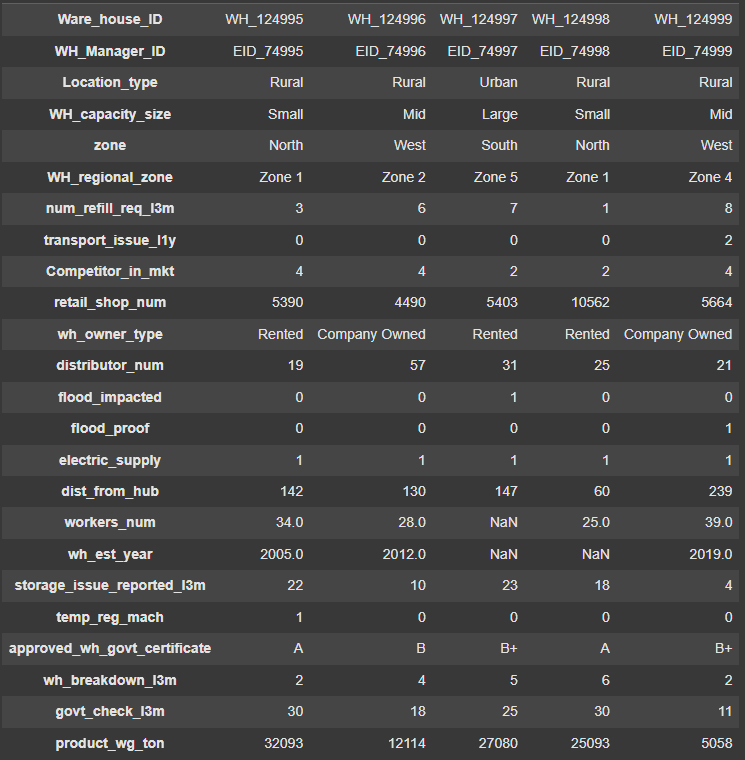 Ware_house_ID WH_124995 WH_124996 WH_124997 WH_124998 WH_124999
WH_Manager_ID EID_74995 EID_74996 EID_74997 EID_74998 EID_74999
Location_type Rural Rural Urban Rural Rural
WH_capacity_size Small Mid Large Small Mid
zone North West South North West
WH_regional_zone Zone 1 Zone 2 Zone 5 Zone 1 Zone 4
num_refill_req_l3m 3 6 7 1 8
transport_issue_l1y 0 0 0 0 2
Competitor_in_mkt 4 4 2 2 4
retail_shop_num 5390 4490 5403 10562 5664
wh_owner_type Rented Company Owned Rented Rented Company Owned
distributor_num 19 57 31 25 21
flood_impacted 0 0 1 0 0
flood_proof 0 0 0 0 1
electric_supply 1 1 1 1 1
dist_from_hub 142 130 147 60 239
workers_num 34.0 28.0 NaN 25.0 39.0
wh_est_year 2005.0 2012.0 NaN NaN 2019.0
storage_issue_reported_l3m 22 10 23 18 4
temp_reg_mach 1 0 0 0 0
approved_wh_govt_certificate A B B+ A B+
wh_breakdown_l3m 2 4 5 6 2
govt_check_l3m 30 18 25 30 11
product_wg_ton 32093 12114 27080 25093 5058